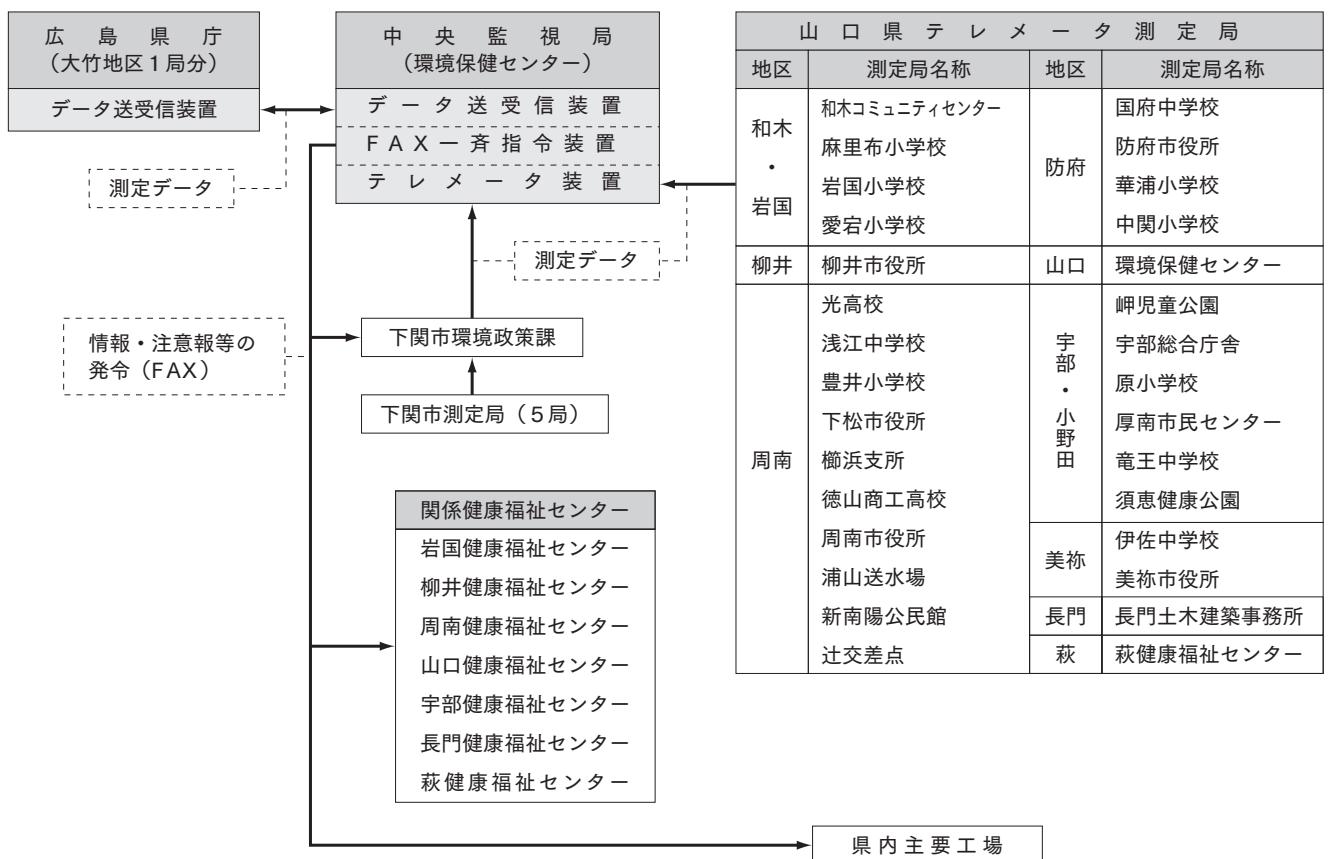 広島県庁
(大竹地区1局分)
データ送受信装置
測定データ
中央監視局
(環境保健センター)
データ送受信装置
FAX一斉指令装置
テレメータ装置
測定データ
情報・注意報等の
発令(FAX)
下関市環境政策課
下関市測定局(5局)
関係健康福祉センター
岩国健康福祉センター
柳井健康福祉センター
周南健康福祉センター
山口健康福祉センター
宇部健康福祉センター
長門健康福祉センター
萩健康福祉センター
県内主要工場
山口県テレメータ測定局
地区 測定局名称 地区 測定局名称
和木・岩国
和木コミュニティセンター
麻里布小学校
岩国小学校
愛宕小学校
柳井 柳井市役所
周南
光高校
浅江中学校
豊井小学校
下松市役所
櫛浜支所
徳山商工高校
周南市役所
浦山送水場
新南陽公民館
辻交差点
防府
国府中学校
防府市役所
華浦小学校
中関小学校
山口 環境保健センター
宇部・小野田
岬児童公園
宇部総合庁舎
原小学校
厚南市民センター
竜王中学校
須恵健康公園
美祢
伊佐中学校
美祢市役所
長門 長門土木建築事務所
萩 萩健康福祉センター